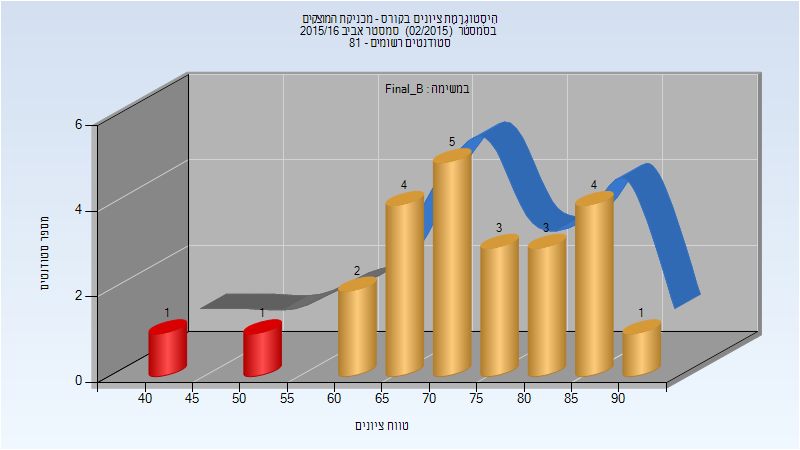 היסטוגרמת ציונים בקורס - מכניקת המוצקים
בסמסטר (02/2015) סמסטר אביב 2015/16
סטודנטים רשומים - 81
במשימה : Final_B
6
4
2
0
מספר סטודנטים
1
1
2
4
5
3
3
4
1
40 45 50 55 60 65 70 75 80 85 90
טווח ציונים